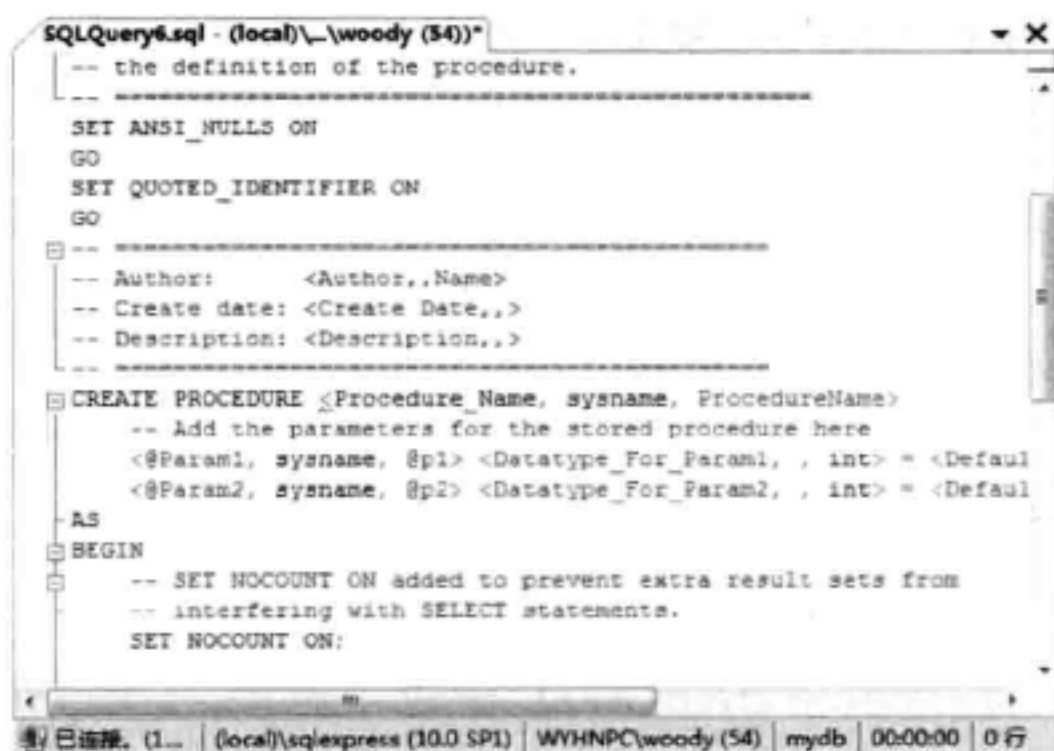 SQLQuery6.sql - (local)\...\woody (54))*
-- the definition of the procedure.
-- ================================================
SET ANSI_NULLS ON
GO
SET QUOTED_IDENTIFIER ON
GO
-- =============================================
-- Author:      <Author,,Name>
-- Create date: <Create Date,,>
-- Description: <Description,,>
-- =============================================
CREATE PROCEDURE <Procedure_Name, sysname, ProcedureName>
-- Add the parameters for the stored procedure here
<@Param1, sysname, @p1> <Datatype_For_Param1, , int> = <Defaul
<@Param2, sysname, @p2> <Datatype_For_Param2, , int> = <Defaul
AS
BEGIN
-- SET NOCOUNT ON added to prevent extra result sets from
-- interfering with SELECT statements.
SET NOCOUNT ON;
已连接。(1... (local)\sqlexpress (10.0 SP1) WYHNPC\woody (54) mydb 00:00:00 0 行